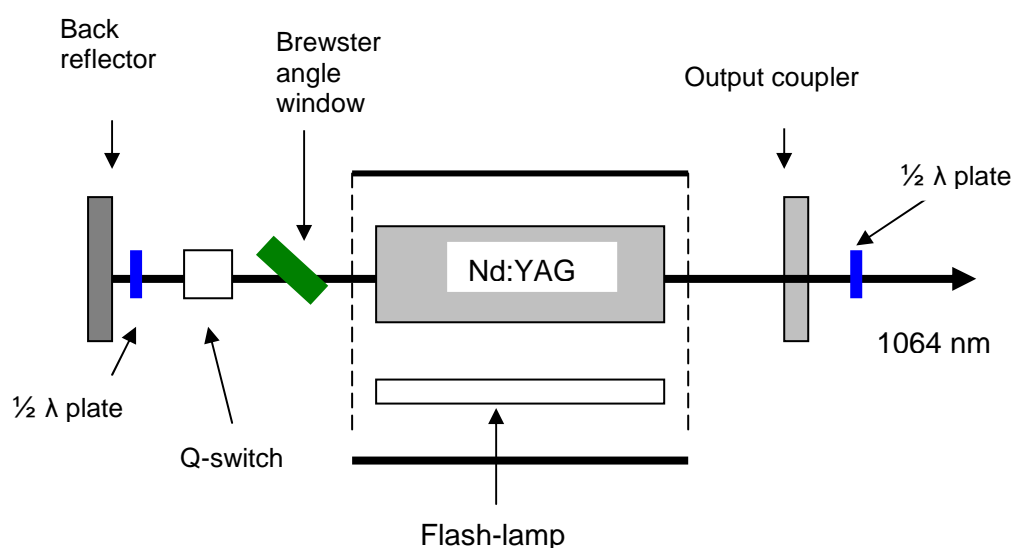 Back
reflector
Brewster
angle
window
Output coupler
½ λ plate
Nd:YAG
1064 nm
½ λ plate
Q-switch
Flash-lamp